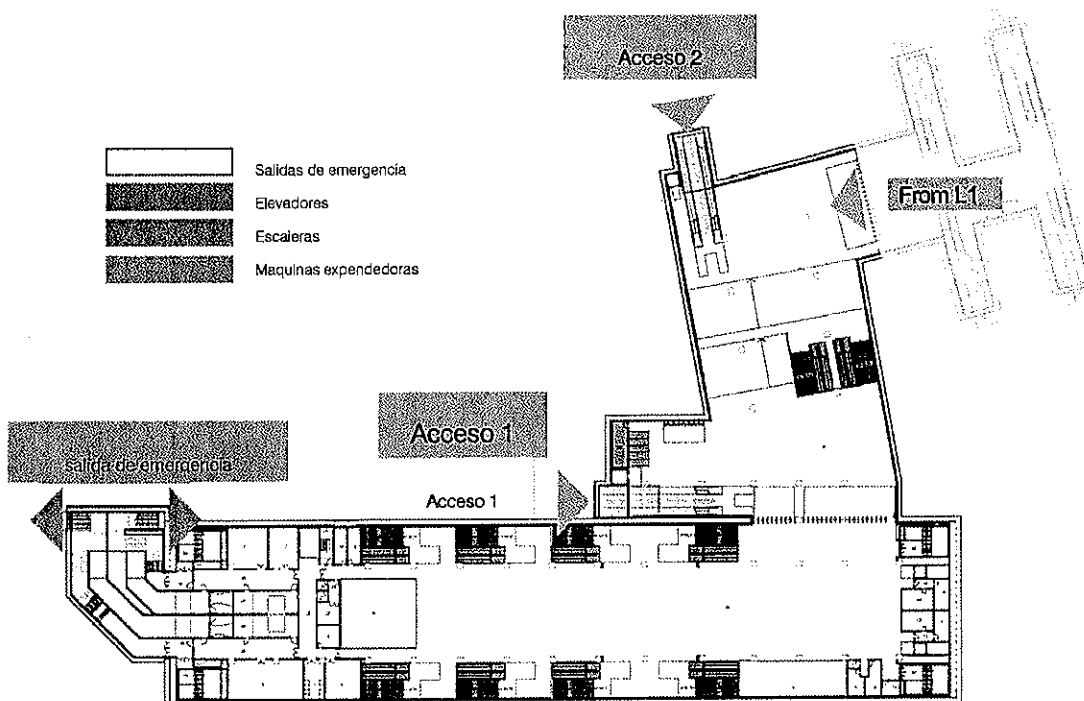 Acceso 2
Salidas de emergencia
Elevadores
Escaleras
Maquinas expendedoras
From L1
Acceso 1
salida de emergencia
Acceso 1